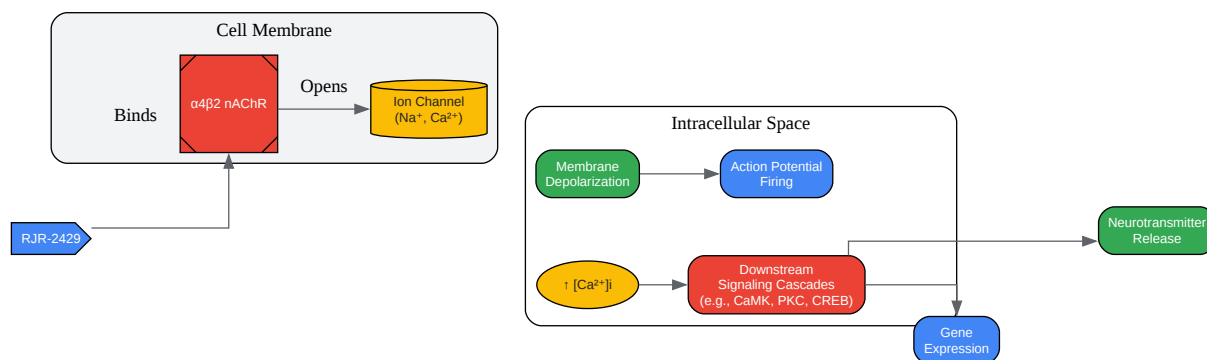 Cell Membrane
α4β2 nAChR
Opens
Binds
Ion Channel
(Na⁺, Ca²⁺)
RJR-2429
Intracellular Space
Membrane
Depolarization
Action Potential
Firing
↑ [Ca²⁺]i
Downstream
Signaling Cascades
(e.g., CaMK, PKC, CREB)
Neurotransmitter
Release
Gene
Expression